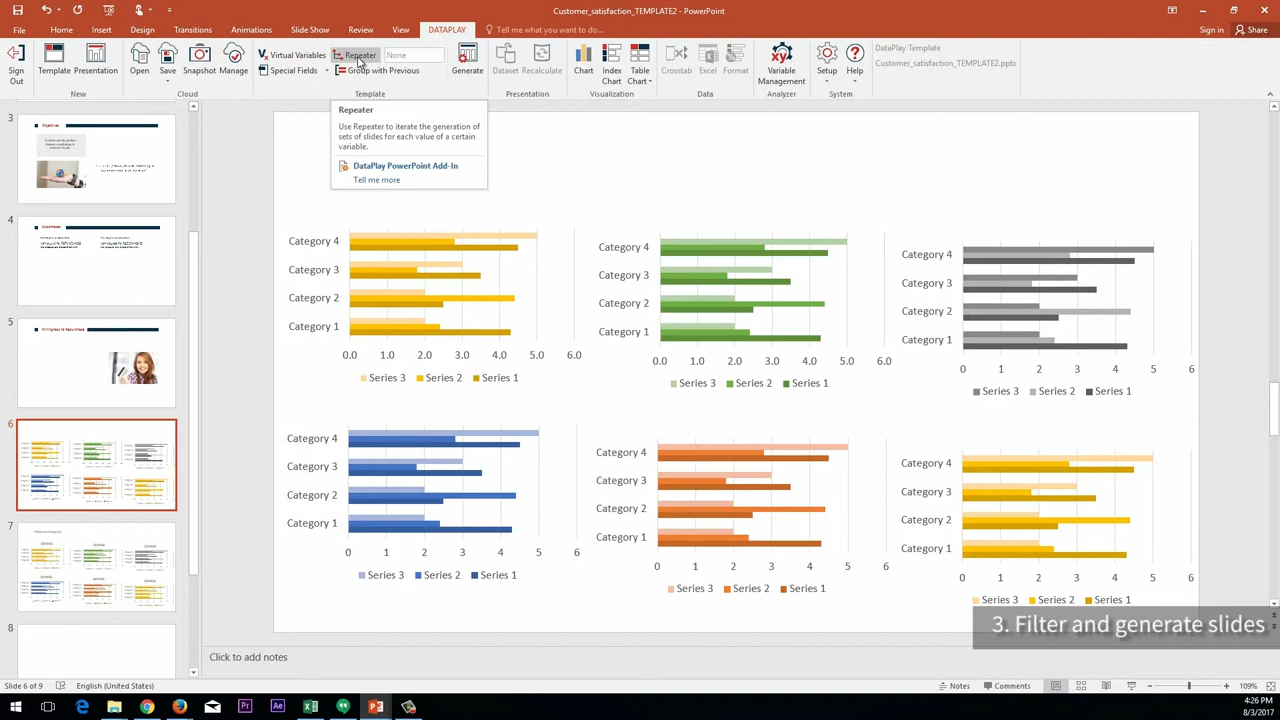 Customer_satisfaction_TEMPLATE2 - PowerPoint
File Home Insert Design Transitions Animations Slide Show Review View DATAPLAY Tell me what you want to do... Sign in Share
Sign Out
Template Presentation
New
Open Save Snapshot Manage
Cloud
Virtual Variables Repeater None
Special Fields Group with Previous
Generate
Template
Dataset Recalculate
Presentation
Chart Index Chart Table Chart
Visualization
Crosstab Excel Format
Data
Variable Management
Analyzer
Setup Help
System
DataPlay Template
Customer_satisfaction_TEMPLATE2.pptx
Repeater
Use Repeater to iterate the generation of
sets of slides for each value of a certain
variable.
DataPlay PowerPoint Add-In
Tell me more
3
Objectives
4
Hypotheses
5
Willingness to Repurchase
6
7
8
Category 4
Category 3
Category 2
Category 1
0.0 1.0 2.0 3.0 4.0 5.0 6.0
Series 3 Series 2 Series 1
Category 4
Category 3
Category 2
Category 1
0.0 1.0 2.0 3.0 4.0 5.0 6.0
Series 3 Series 2 Series 1
Category 4
Category 3
Category 2
Category 1
0 1 2 3 4 5 6
Series 3 Series 2 Series 1
Category 4
Category 3
Category 2
Category 1
0 1 2 3 4 5 6
Series 3 Series 2 Series 1
Category 4
Category 3
Category 2
Category 1
0 1 2 3 4 5 6
Series 3 Series 2 Series 1
Category 4
Category 3
Category 2
Category 1
0 1 2 3 4 5 6
Series 3 Series 2 Series 1
3. Filter and generate slides
Click to add notes
Slide 6 of 9 English (United States) Notes Comments 109%
4:26 PM
8/3/2017